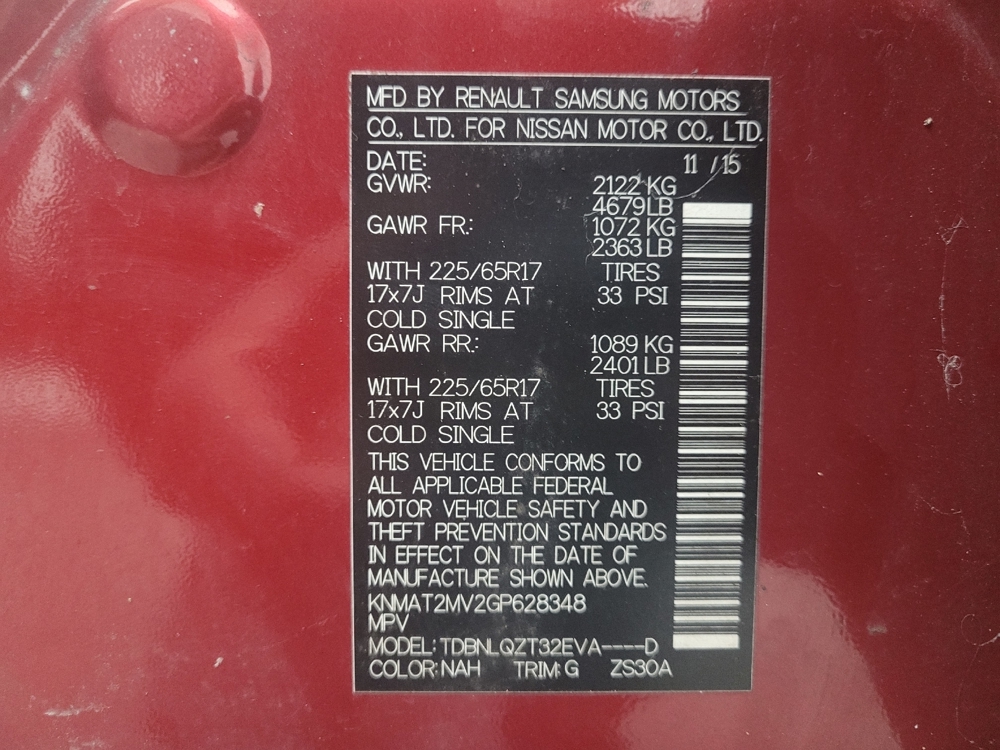 MFD BY RENAULT SAMSUNG MOTORS
CO., LTD. FOR NISSAN MOTOR CO., LTD.
DATE: 11 / 15
GVWR: 2122 KG
4679 LB
GAWR FR.: 1072 KG
2363 LB
WITH 225/65R17 TIRES
17x7J RIMS AT 33 PSI
COLD SINGLE
GAWR RR.: 1089 KG
2401 LB
WITH 225/65R17 TIRES
17x7J RIMS AT 33 PSI
COLD SINGLE
THIS VEHICLE CONFORMS TO
ALL APPLICABLE FEDERAL
MOTOR VEHICLE SAFETY AND
THEFT PREVENTION STANDARDS
IN EFFECT ON THE DATE OF
MANUFACTURE SHOWN ABOVE.
KNMAT2MV2GP628348
MPV
MODEL: TDBNLQZT32EVA----D
COLOR: NAH TRIM: G ZS30A